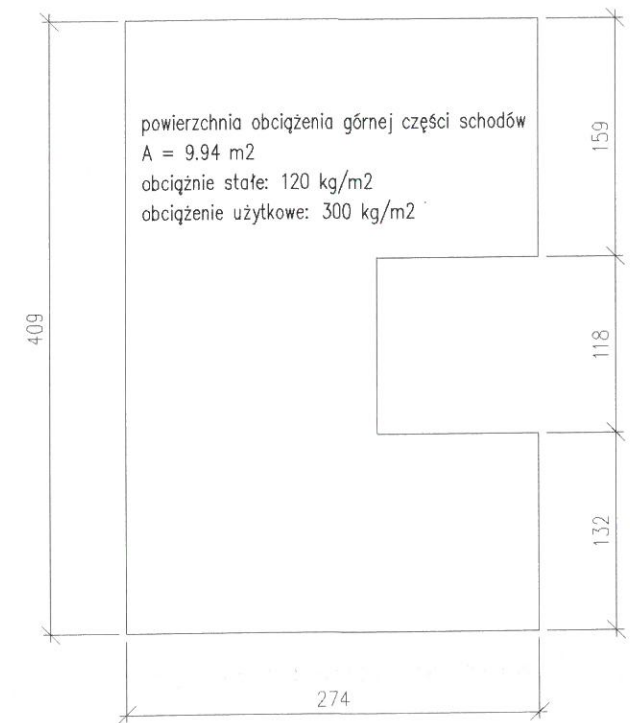 powierzchnia obciążenia górnej części schodów
A = 9.94 m2
obciążnie stałe: 120 kg/m2
obciążenie użytkowe: 300 kg/m2
159
409
118
132
274